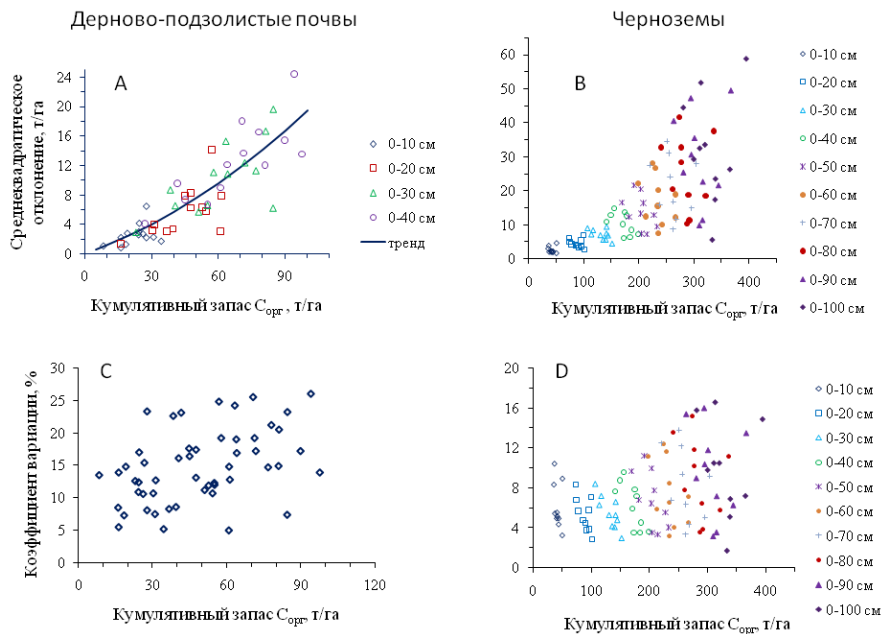 Дерново-подзолистые почвы
Черноземы
A
Среднеквадратическое
отклонение, т/га
24
20
16
12
8
4
0
0
30
60
90
Кумулятивный запас Cорг , т/га
0-10 см
0-20 см
0-30 см
0-40 см
тренд
B
60
50
40
30
20
10
0
0
100
200
300
400
Кумулятивный запас Cорг, т/га
0-10 см
0-20 см
0-30 см
0-40 см
0-50 см
0-60 см
0-70 см
0-80 см
0-90 см
0-100 см
C
Коэффициент вариации, %
30
25
20
15
10
5
0
0
30
60
90
120
Кумулятивный запас Cорг, т/га
D
20
16
12
8
4
0
0
100
200
300
400
Кумулятивный запас Cорг, т/га
0-10 см
0-20 см
0-30 см
0-40 см
0-50 см
0-60 см
0-70 см
0-80 см
0-90 см
0-100 см